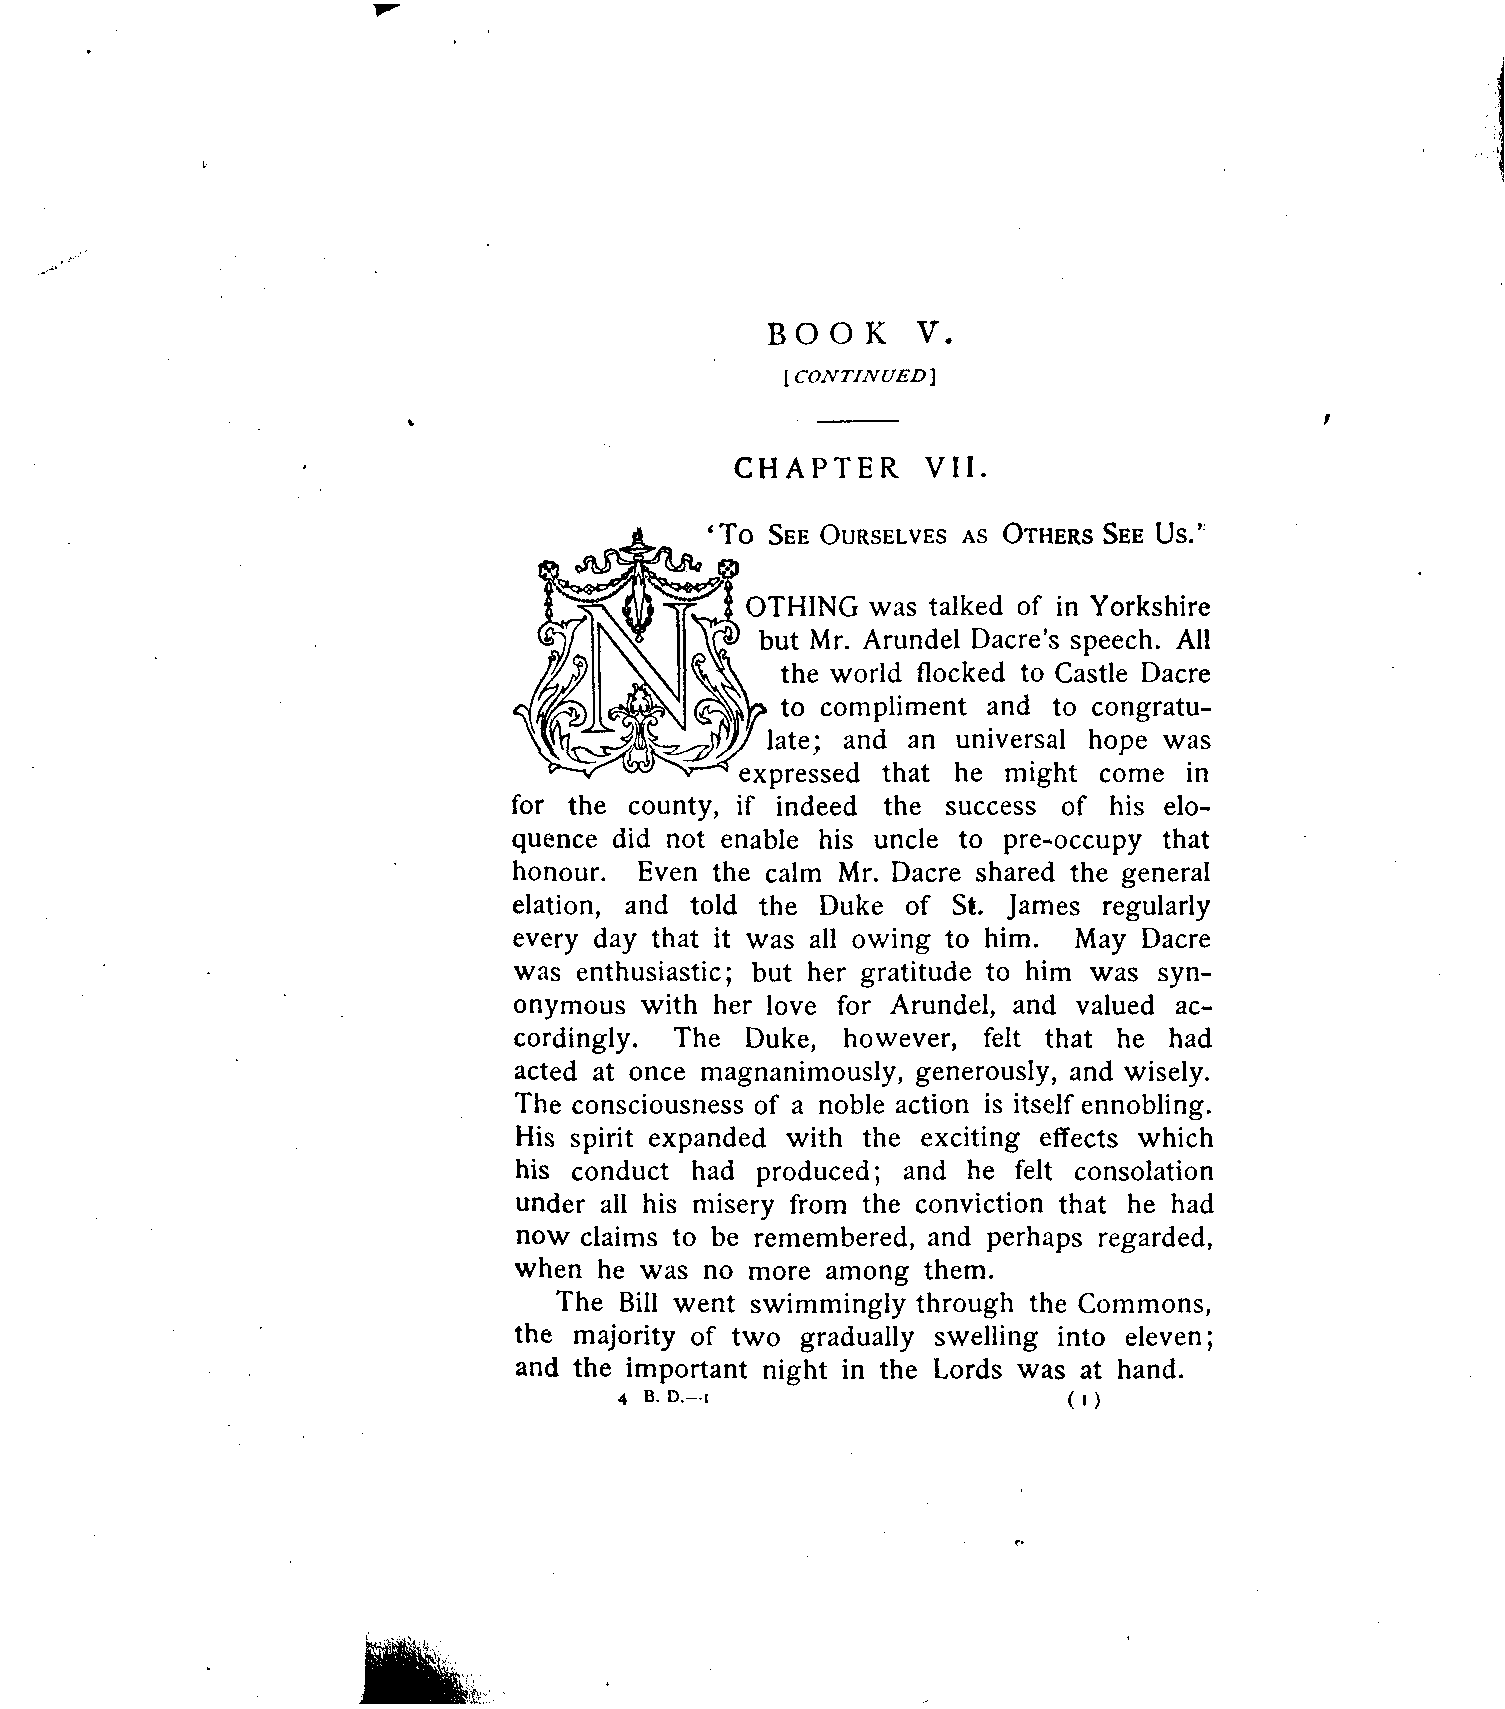 BOOK V.
[CONTINUED]
CHAPTER VII.
‘To See Ourselves as Others See Us.’
NOTHING was talked of in Yorkshire
but Mr. Arundel Dacre's speech. All
the world flocked to Castle Dacre
to compliment and to congratu-
late; and an universal hope was
expressed that he might come in
for the county, if indeed the success of his elo-
quence did not enable his uncle to pre-occupy that
honour. Even the calm Mr. Dacre shared the general
elation, and told the Duke of St. James regularly
every day that it was all owing to him. May Dacre
was enthusiastic; but her gratitude to him was syn-
onymous with her love for Arundel, and valued ac-
cordingly. The Duke, however, felt that he had
acted at once magnanimously, generously, and wisely.
The consciousness of a noble action is itself ennobling.
His spirit expanded with the exciting effects which
his conduct had produced; and he felt consolation
under all his misery from the conviction that he had
now claims to be remembered, and perhaps regarded,
when he was no more among them.
The Bill went swimmingly through the Commons,
the majority of two gradually swelling into eleven;
and the important night in the Lords was at hand.
4 B. D.—1
(1)